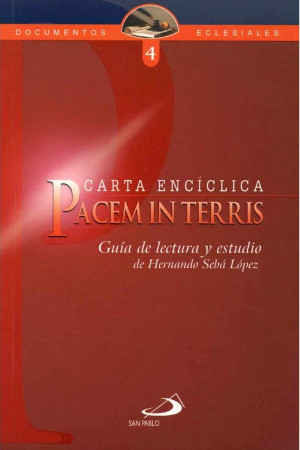 DOCUMENTOS ECLESIALES
4
CARTA ENCÍCLICA
PACEM IN TERRIS
Guía de lectura y estudio
de Hernando Sebá López
SAN PABLO